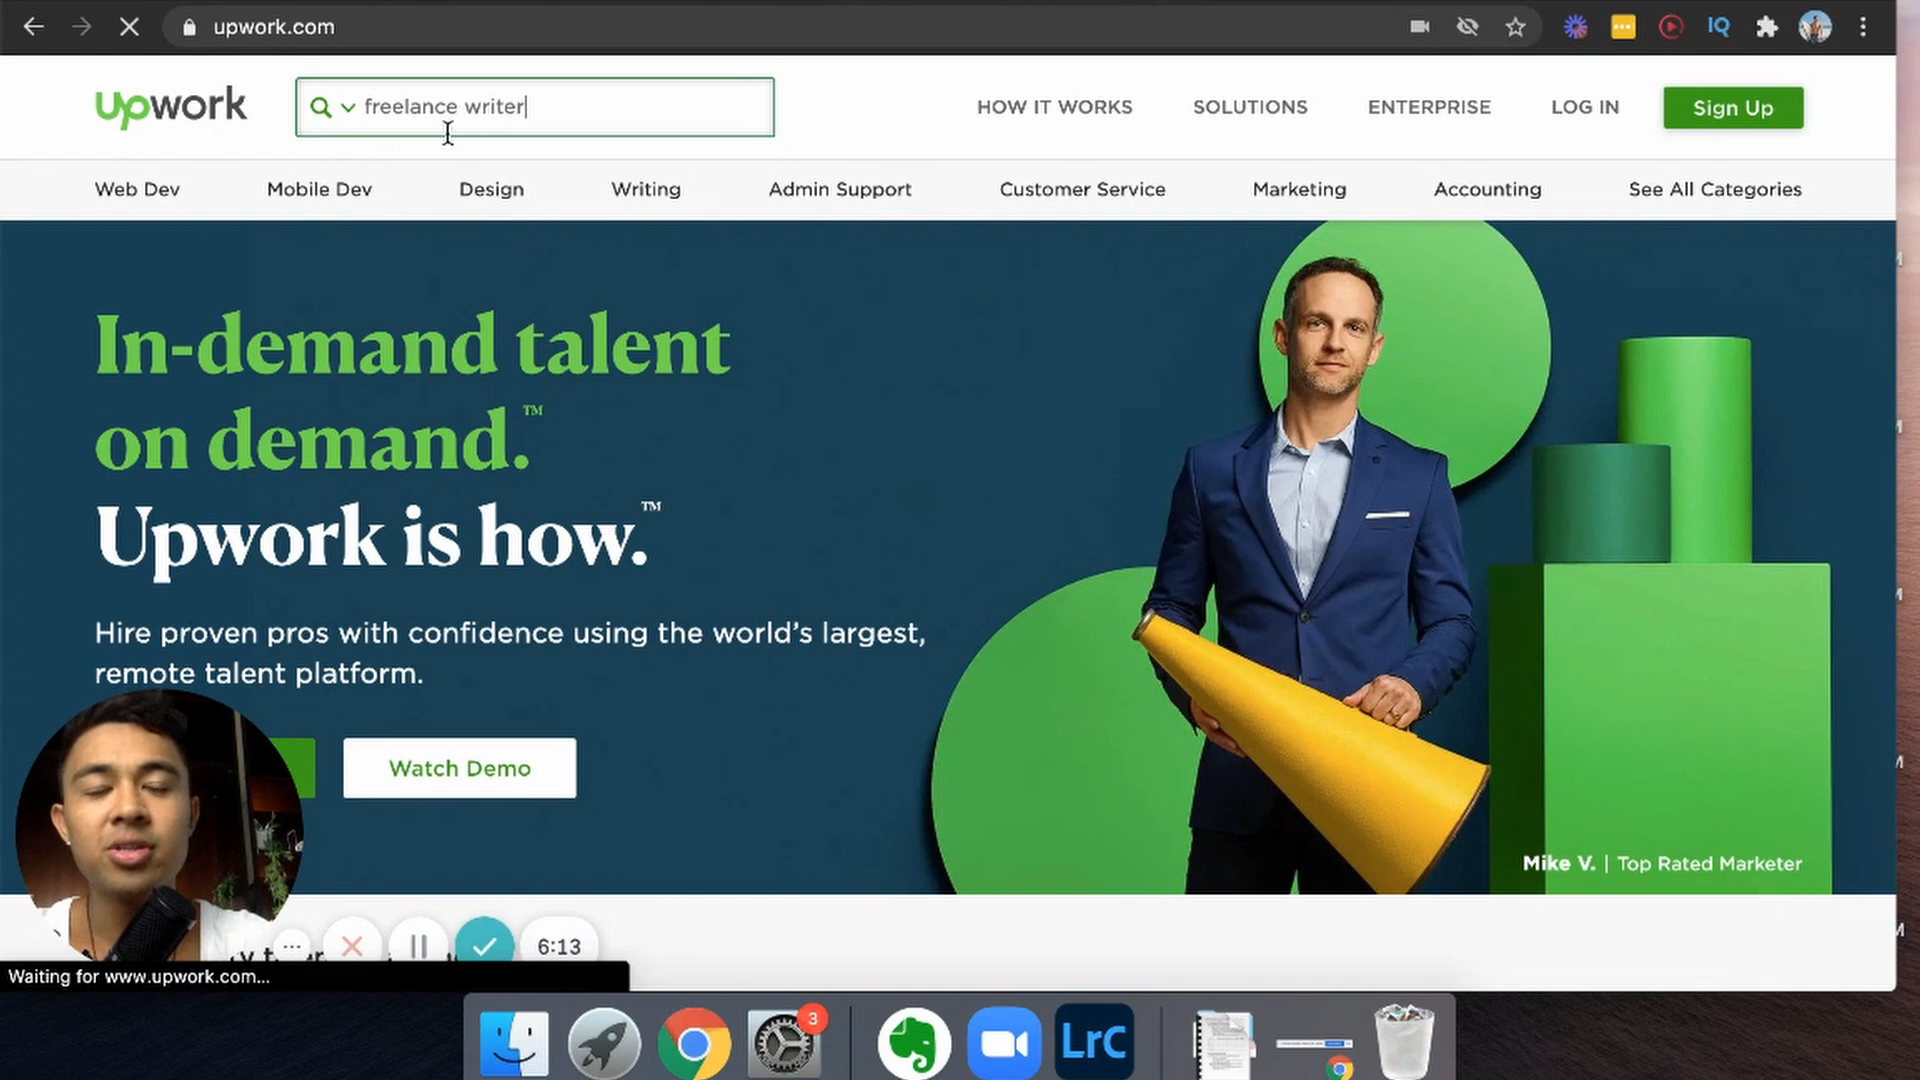 upwork.com
IQ
upwork
freelance writer
HOW IT WORKS
SOLUTIONS
ENTERPRISE
LOG IN
Sign Up
Web Dev
Mobile Dev
Design
Writing
Admin Support
Customer Service
Marketing
Accounting
See All Categories
In-demand talent
on demand.™
Upwork is how.™
Hire proven pros with confidence using the world's largest,
remote talent platform.
Watch Demo
Mike V. | Top Rated Marketer
6:13
Waiting for www.upwork.com...
3
LrC